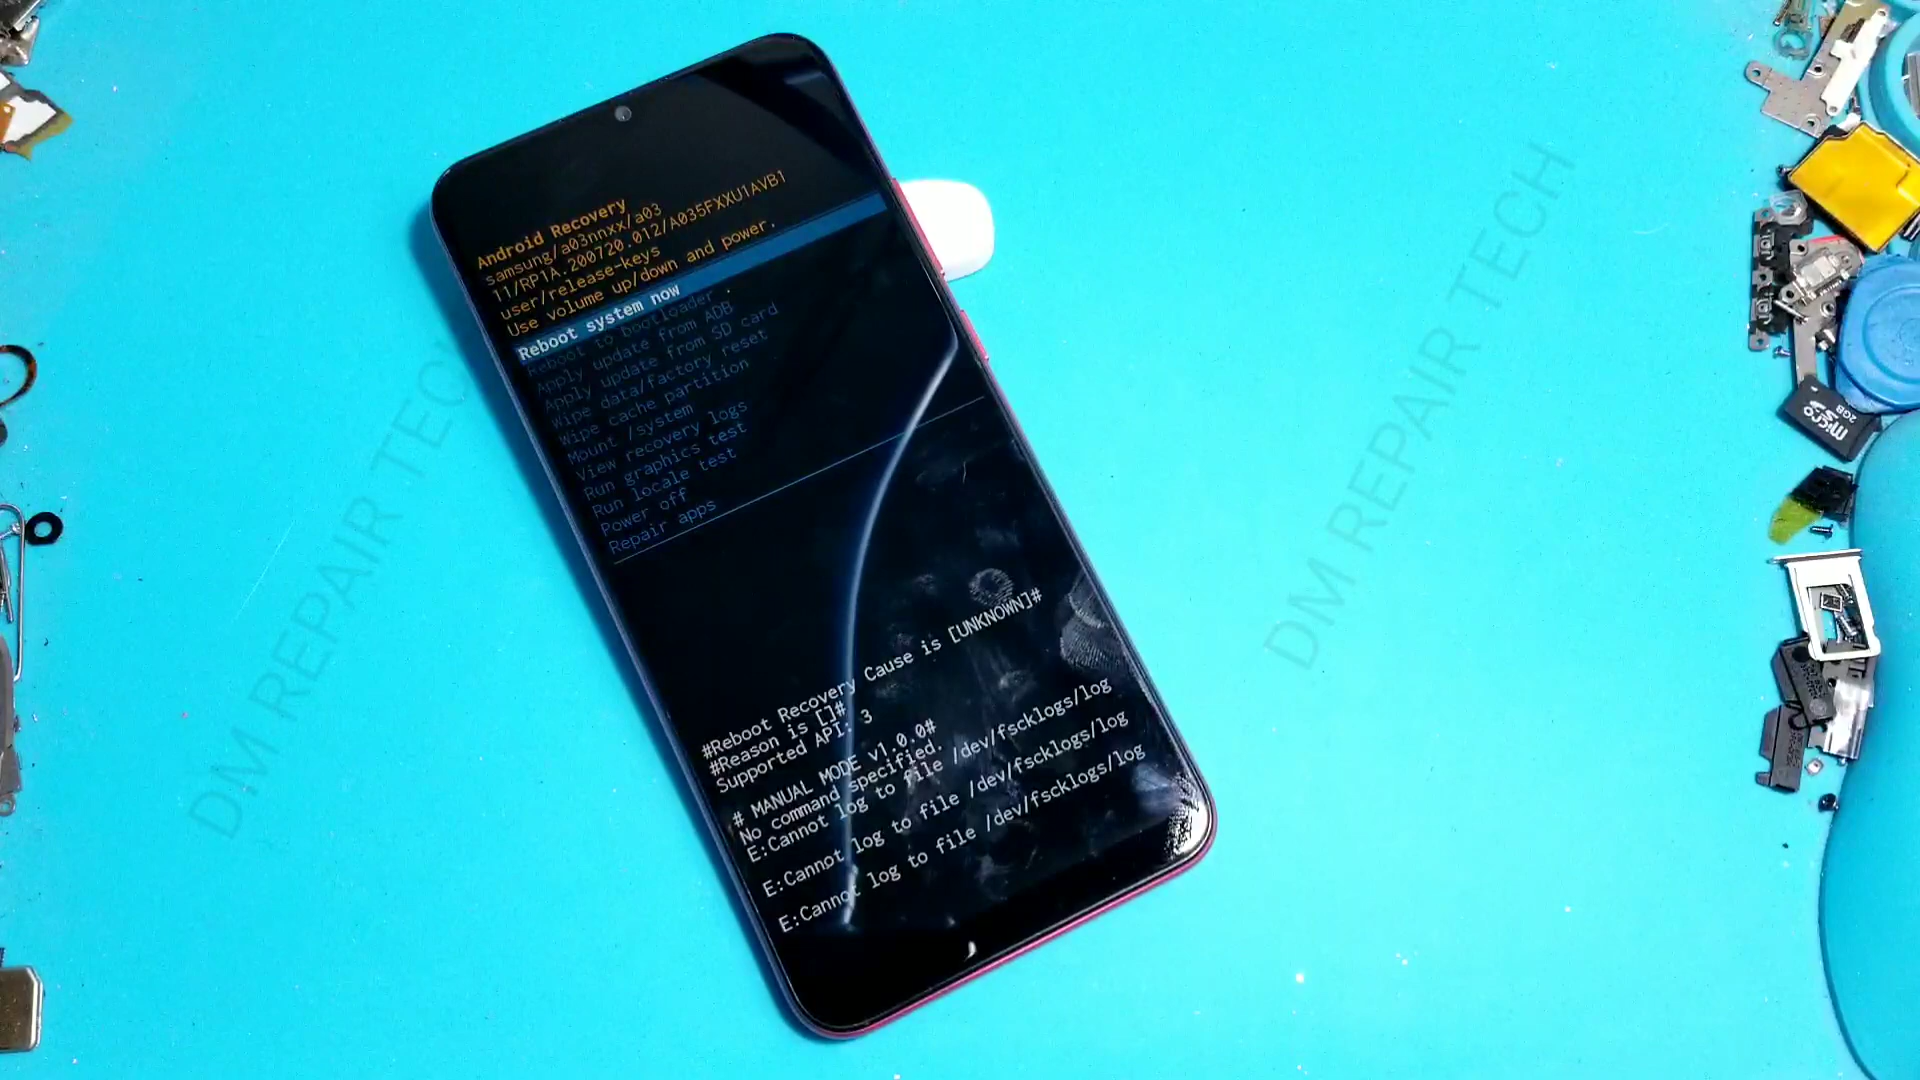 Android Recovery
samsung/a03nnxx/a03
11/RP1A.200720.012/A035FXXU1AVB1
user/release-keys
Use volume up/down and power.
Reboot system now
Reboot to bootloader
Apply update from ADB
Apply update from SD card
Wipe data/factory reset
Wipe cache partition
Mount /system
View recovery logs
Run graphics test
Run locale test
Power off
Repair apps
#Reboot Recovery Cause is [UNKNOWN]#
#Reason is []#
Supported API: 3
# MANUAL MODE v1.0.0#
No command specified.
E:Cannot log to file /dev/fscklogs/log
E:Cannot log to file /dev/fscklogs/log
E:Cannot log to file /dev/fscklogs/log
DM REPAIR TECH
DM REPAIR TECH
micro
SD
2GB